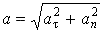 a = √(a_τ² + a_n²)